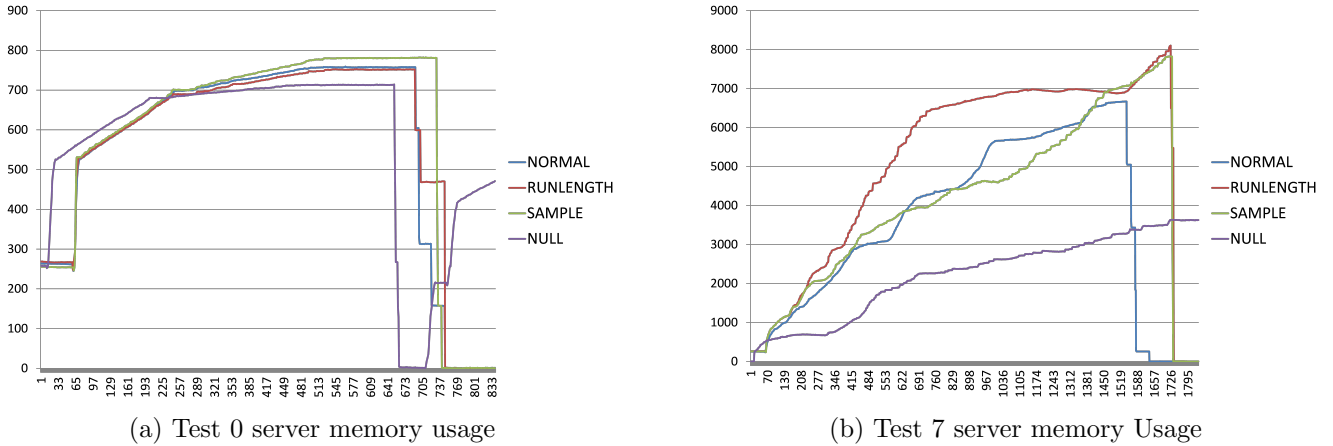 900
800
700
600
500
400
300
200
100
0
1 33 65 97 129 161 193 225 257 289 321 353 385 417 449 481 513 545 577 609 641 673 705 737 769 801 833
NORMAL
RUNLENGTH
SAMPLE
NULL
(a) Test 0 server memory usage
9000
8000
7000
6000
5000
4000
3000
2000
1000
0
1 70 139 208 277 346 415 484 553 622 691 760 829 898 967 1036 1105 1174 1243 1312 1381 1450 1519 1588 1657 1726 1795
NORMAL
RUNLENGTH
SAMPLE
NULL
(b) Test 7 server memory Usage